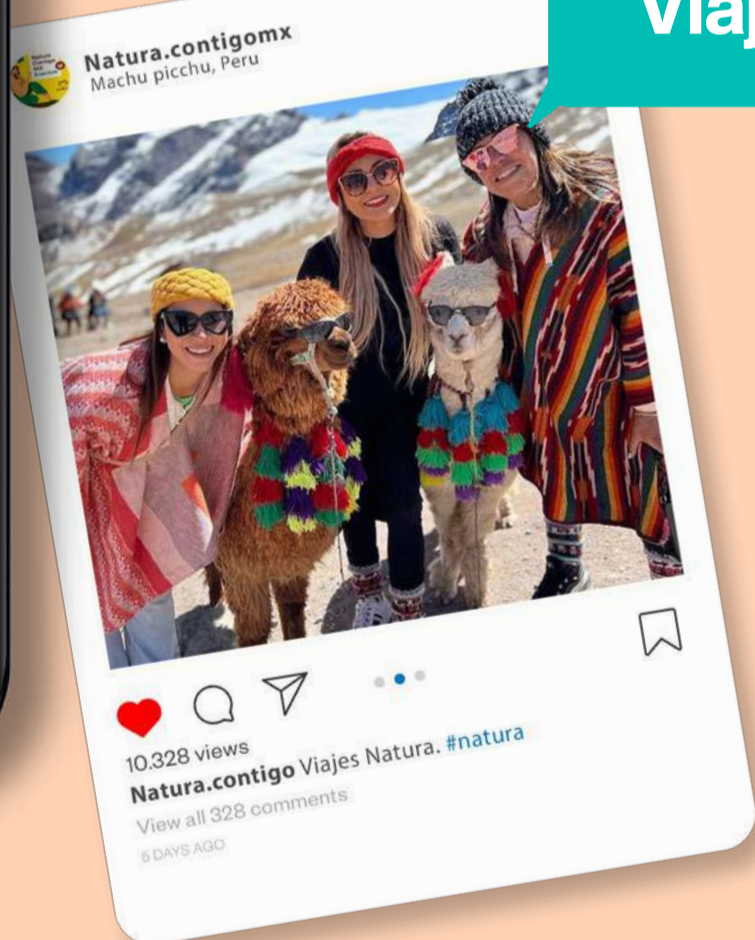 Viaj
Natura.contigomx
Machu picchu, Peru
10.328 views
Natura.contigo Viajes Natura. #natura
View all 328 comments
5 DAYS AGO